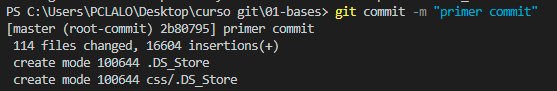 PS C:\Users\PCLALO\Desktop\curso git\01-bases> git commit -m "primer commit"
[master (root-commit) 2b80795] primer commit
 114 files changed, 16604 insertions(+)
 create mode 100644 .DS_Store
 create mode 100644 css/.DS_Store